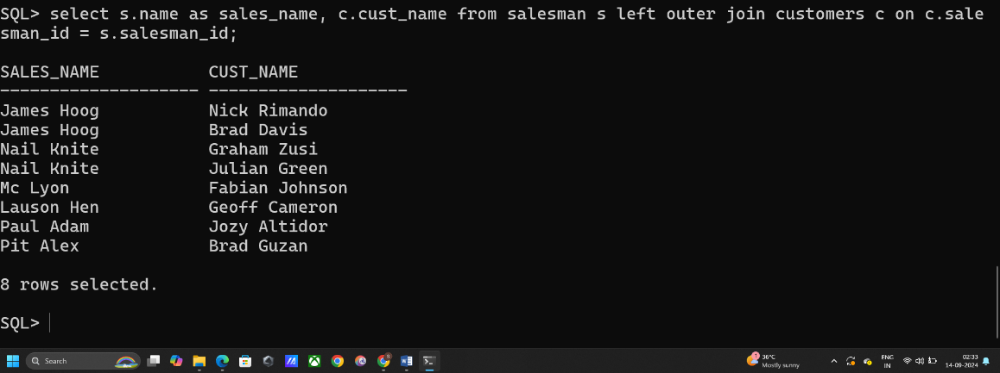 SQL> select s.name as sales_name, c.cust_name from salesman s left outer join customers c on c.sale
sman_id = s.salesman_id;
SALES_NAME CUST_NAME
-------------------- --------------------
James Hoog Nick Rimando
James Hoog Brad Davis
Nail Knite Graham Zusi
Nail Knite Julian Green
Mc Lyon Fabian Johnson
Lauson Hen Geoff Cameron
Paul Adam Jozy Altidor
Pit Alex Brad Guzan
8 rows selected.
SQL>
Search
1
36°C
Mostly sunny
ENG
IN
02:33
14-09-2024